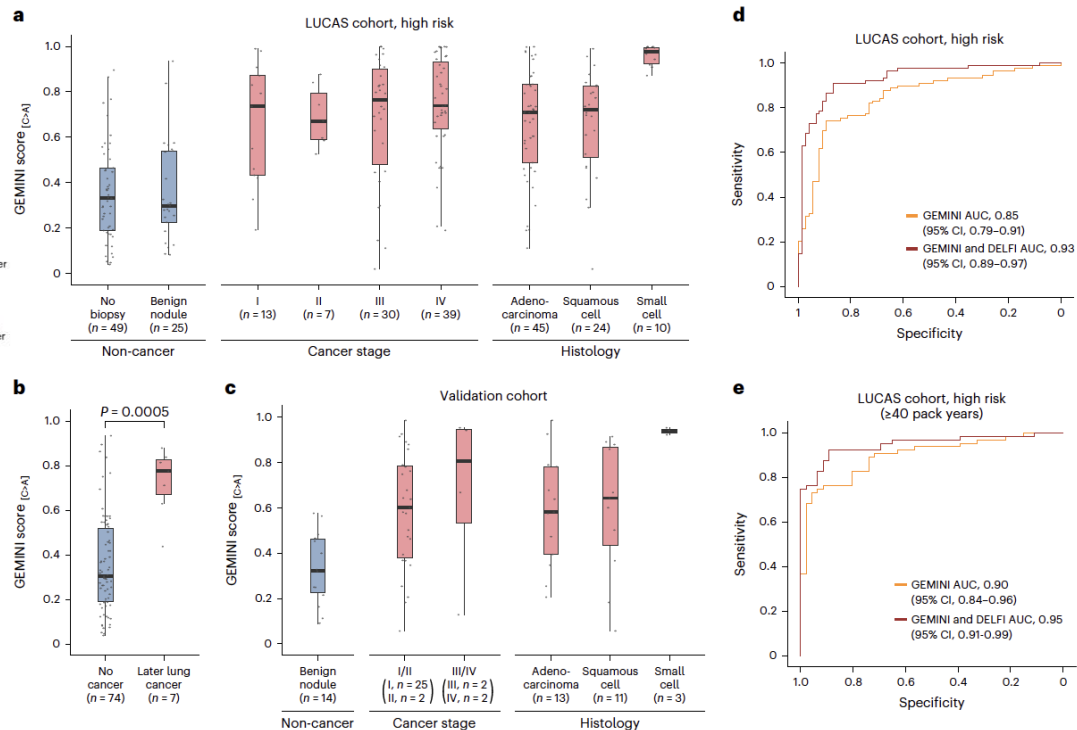 a
LUCAS cohort, high risk
GEMINI score [C>A]
1.0
0.8
0.6
0.4
0.2
0
er
er
No biopsy (n = 49)
Benign nodule (n = 25)
I (n = 13)
II (n = 7)
III (n = 30)
IV (n = 39)
Adeno-carcinoma (n = 45)
Squamous cell (n = 24)
Small cell (n = 10)
Non-cancer
Cancer stage
Histology
b
P = 0.0005
GEMINI score [C>A]
1.0
0.8
0.6
0.4
0.2
0
No cancer (n = 74)
Later lung cancer (n = 7)
c
Validation cohort
GEMINI score [C>A]
1.0
0.8
0.6
0.4
0.2
0
Benign nodule (n = 14)
I/II (I, n = 25 II, n = 2)
III/IV (III, n = 2 IV, n = 2)
Adeno-carcinoma (n = 13)
Squamous cell (n = 11)
Small cell (n = 3)
Non-cancer
Cancer stage
Histology
d
LUCAS cohort, high risk
Sensitivity
1.0
0.8
0.6
0.4
0.2
0
GEMINI AUC, 0.85
(95% CI, 0.79–0.91)
GEMINI and DELFI AUC, 0.93
(95% CI, 0.89–0.97)
1 0.8 0.6 0.4 0.2 0
Specificity
e
LUCAS cohort, high risk
(≥40 pack years)
Sensitivity
1.0
0.8
0.6
0.4
0.2
0
GEMINI AUC, 0.90
(95% CI, 0.84–0.96)
GEMINI and DELFI AUC, 0.95
(95% CI, 0.91-0.99)
1.0 0.8 0.6 0.4 0.2 0
Specificity